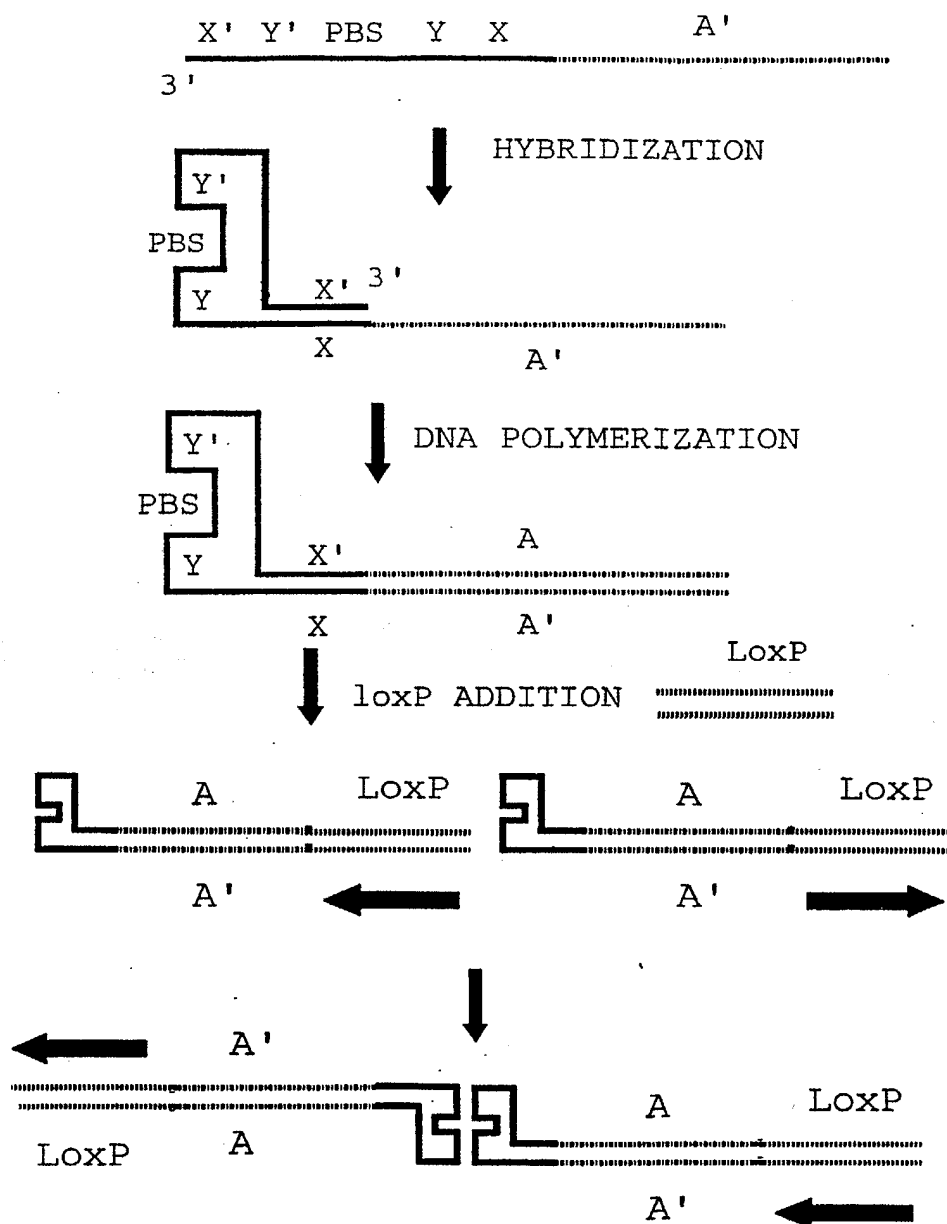 X' Y' PBS Y X A'
3'
HYBRIDIZATION
Y'
PBS
Y X' 3'
X A'
DNA POLYMERIZATION
Y'
PBS
Y X' A
X A'
LoxP
loxP ADDITION
A LoxP A LoxP
A' A'
A'
A LoxP
LoxP A
A'